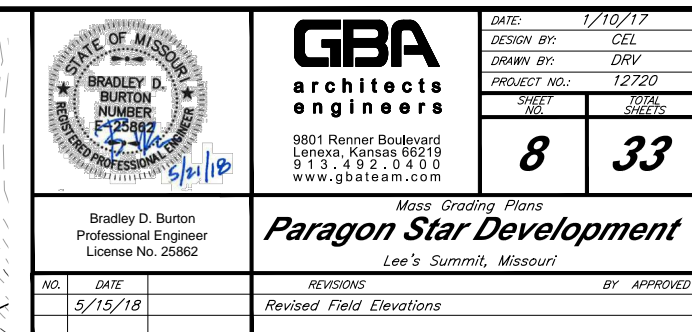 STATE OF MISSOURI
BRADLEY D.
BURTON
NUMBER
E-25862
REGISTERED PROFESSIONAL ENGINEER
5/21/18
GBA
architects
engineers
9801 Renner Boulevard
Lenexa, Kansas 66219
913.492.0400
www.gbateam.com
DATE: 1/10/17
DESIGN BY: CEL
DRAWN BY: DRV
PROJECT NO.: 12720
SHEET NO. TOTAL SHEETS
8 33
Bradley D. Burton
Professional Engineer
License No. 25862
Mass Grading Plans
Paragon Star Development
Lee's Summit, Missouri
NO. DATE REVISIONS BY APPROVED
5/15/18 Revised Field Elevations